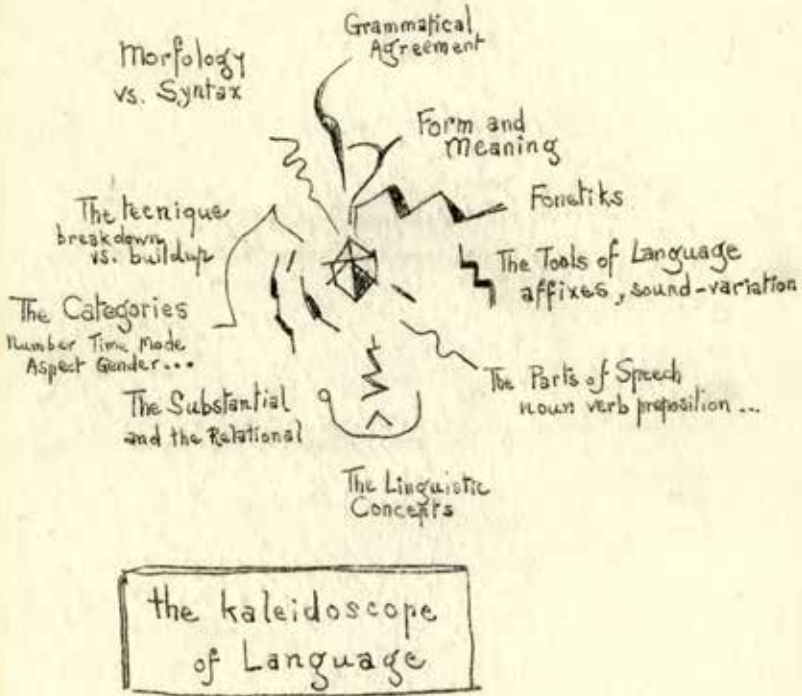 Grammatical
Agreement
Morfology
vs. Syntax
Form and
Meaning
Fonetiks
The tecnique
breakdown
vs. buildup
The Tools of Language
affixes, sound-variation
The Categories
Number Time Mode
Aspect Gender...
The Parts of Speech
noun verb preposition ...
The Substantial
and the Relational
The Linguistic
Concepts
the kaleidoscope
of Language